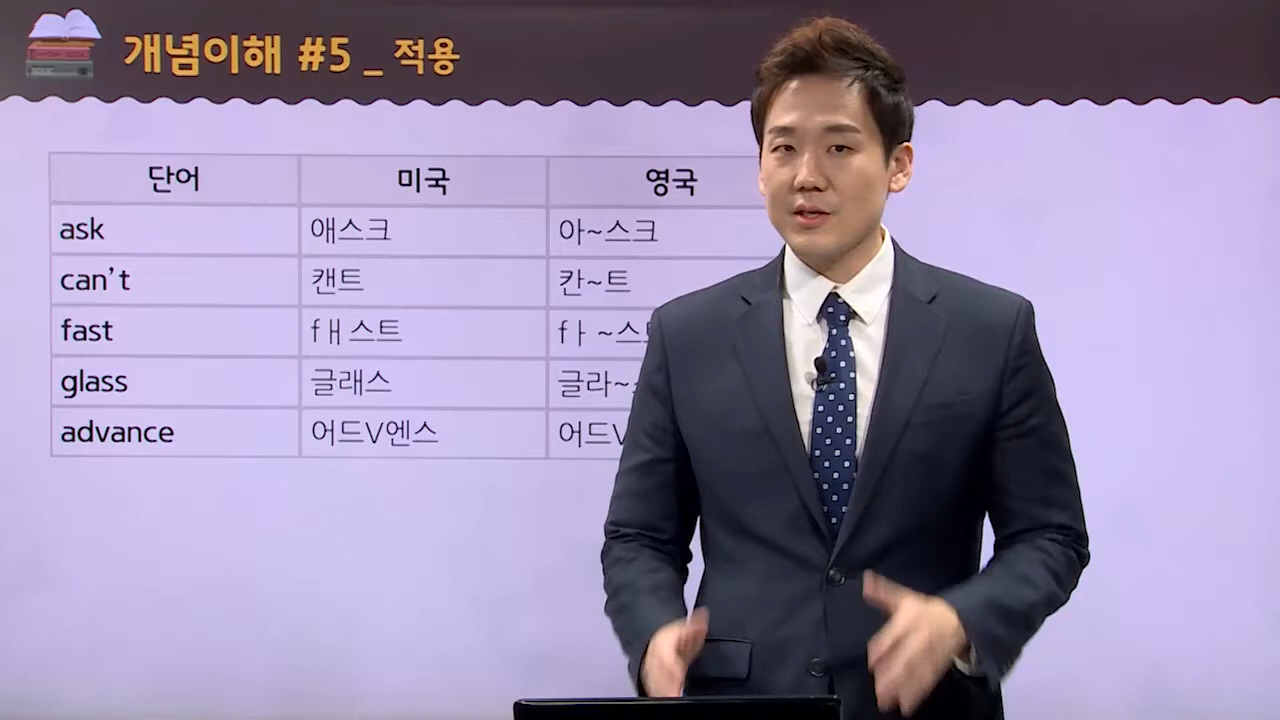 개념이해 #5 _ 적용
단어 미국 영국
ask 애스크 아~스크
can't 캔트 칸~트
fast fㅐ스트 fㅏ~
glass 글래스
advance 어드V엔스